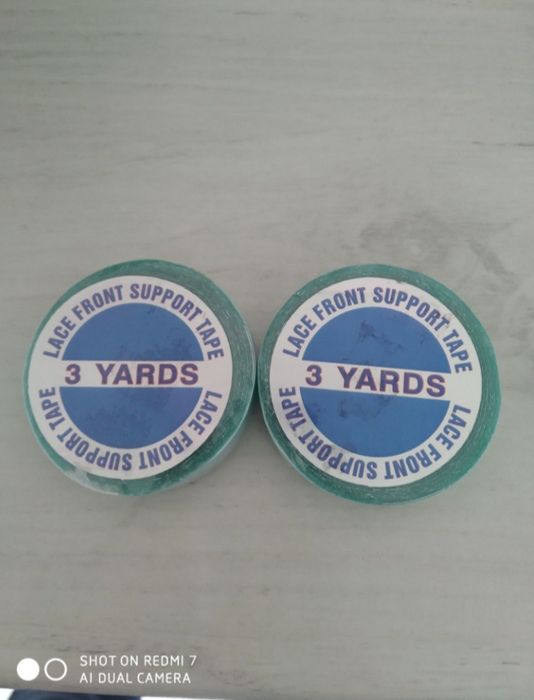 LACE FRONT SUPPORT TAPE
3 YARDS
LACE FRONT SUPPORT TAPE
LACE FRONT SUPPORT TAPE
3 YARDS
LACE FRONT SUPPORT TAPE
SHOT ON REDMI 7
AI DUAL CAMERA